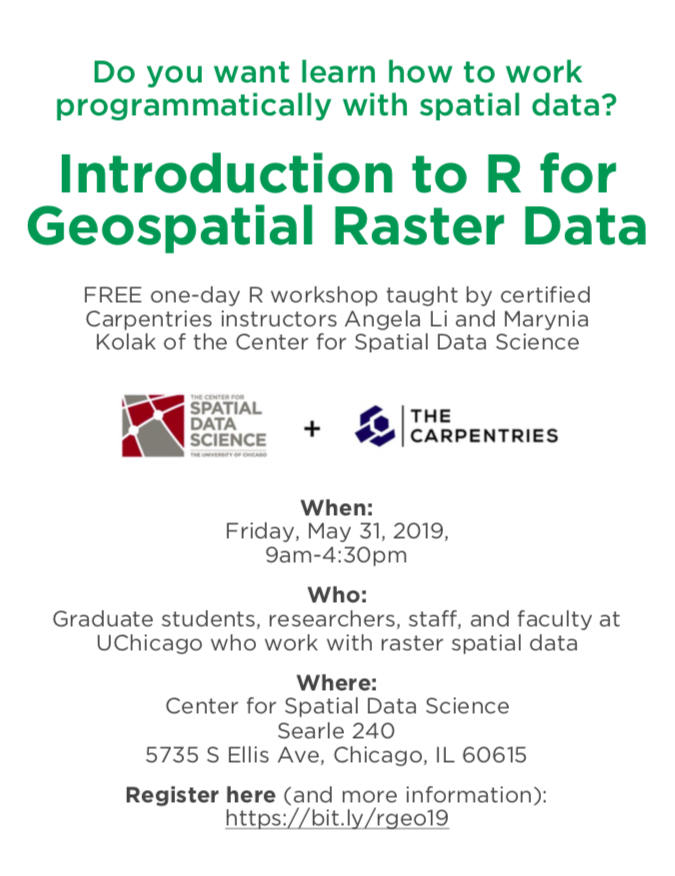 Do you want learn how to work
programmatically with spatial data?
Introduction to R for
Geospatial Raster Data
FREE one-day R workshop taught by certified
Carpentries instructors Angela Li and Marynia
Kolak of the Center for Spatial Data Science
THE CENTER FOR
SPATIAL
DATA
SCIENCE
THE UNIVERSITY OF CHICAGO
+
THE
CARPENTRIES
When:
Friday, May 31, 2019,
9am-4:30pm
Who:
Graduate students, researchers, staff, and faculty at
UChicago who work with raster spatial data
Where:
Center for Spatial Data Science
Searle 240
5735 S Ellis Ave, Chicago, IL 60615
Register here (and more information):
https://bit.ly/rgeo19